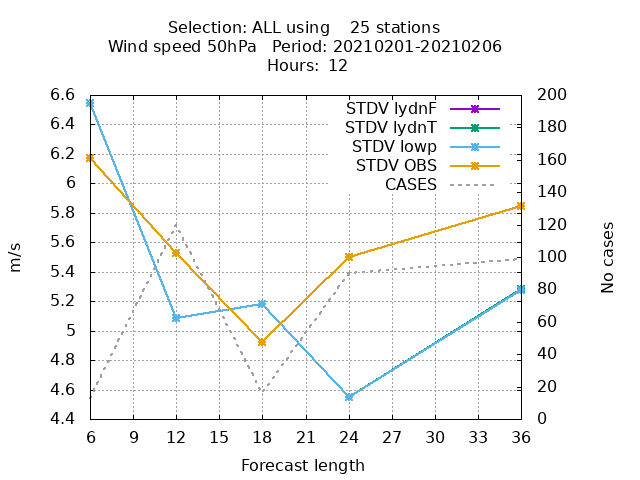 Selection: ALL using    25 stations
Wind speed 50hPa   Period: 20210201-20210206
Hours:  12
STDV lydnF
STDV lydnT
STDV lowp
STDV OBS
CASES
6.6
6.4
6.2
6
5.8
5.6
5.4
5.2
5
4.8
4.6
4.4
200
180
160
140
120
100
80
60
40
20
0
m/s
No cases
6 9 12 15 18 21 24 27 30 33 36
Forecast length